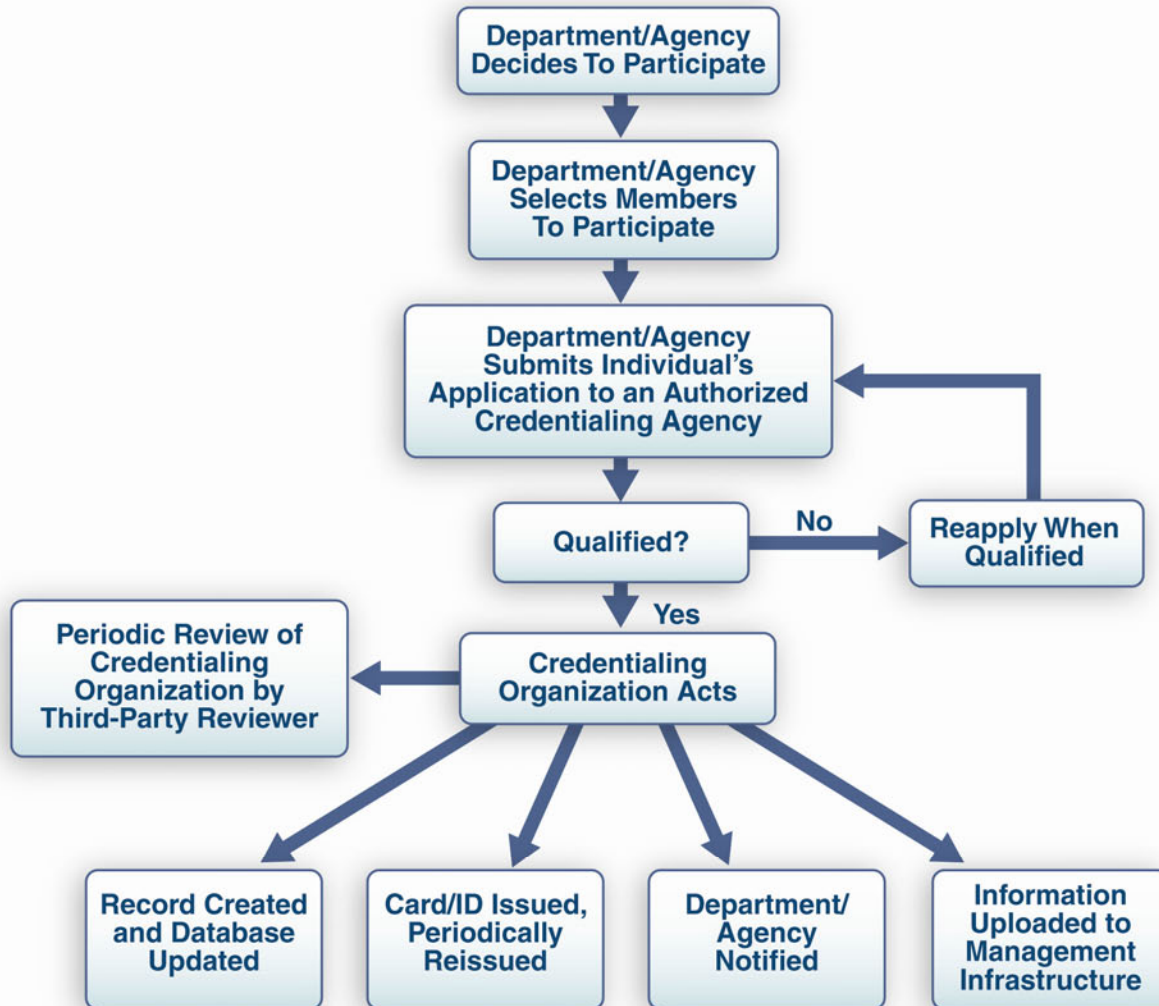 Department/Agency
Decides To Participate
Department/Agency
Selects Members
To Participate
Department/Agency
Submits Individual’s
Application to an Authorized
Credentialing Agency
Qualified?
No
Reapply When
Qualified
Yes
Periodic Review of
Credentialing
Organization by
Third-Party Reviewer
Credentialing
Organization Acts
Record Created
and Database
Updated
Card/ID Issued,
Periodically
Reissued
Department/
Agency
Notified
Information
Uploaded to
Management
Infrastructure